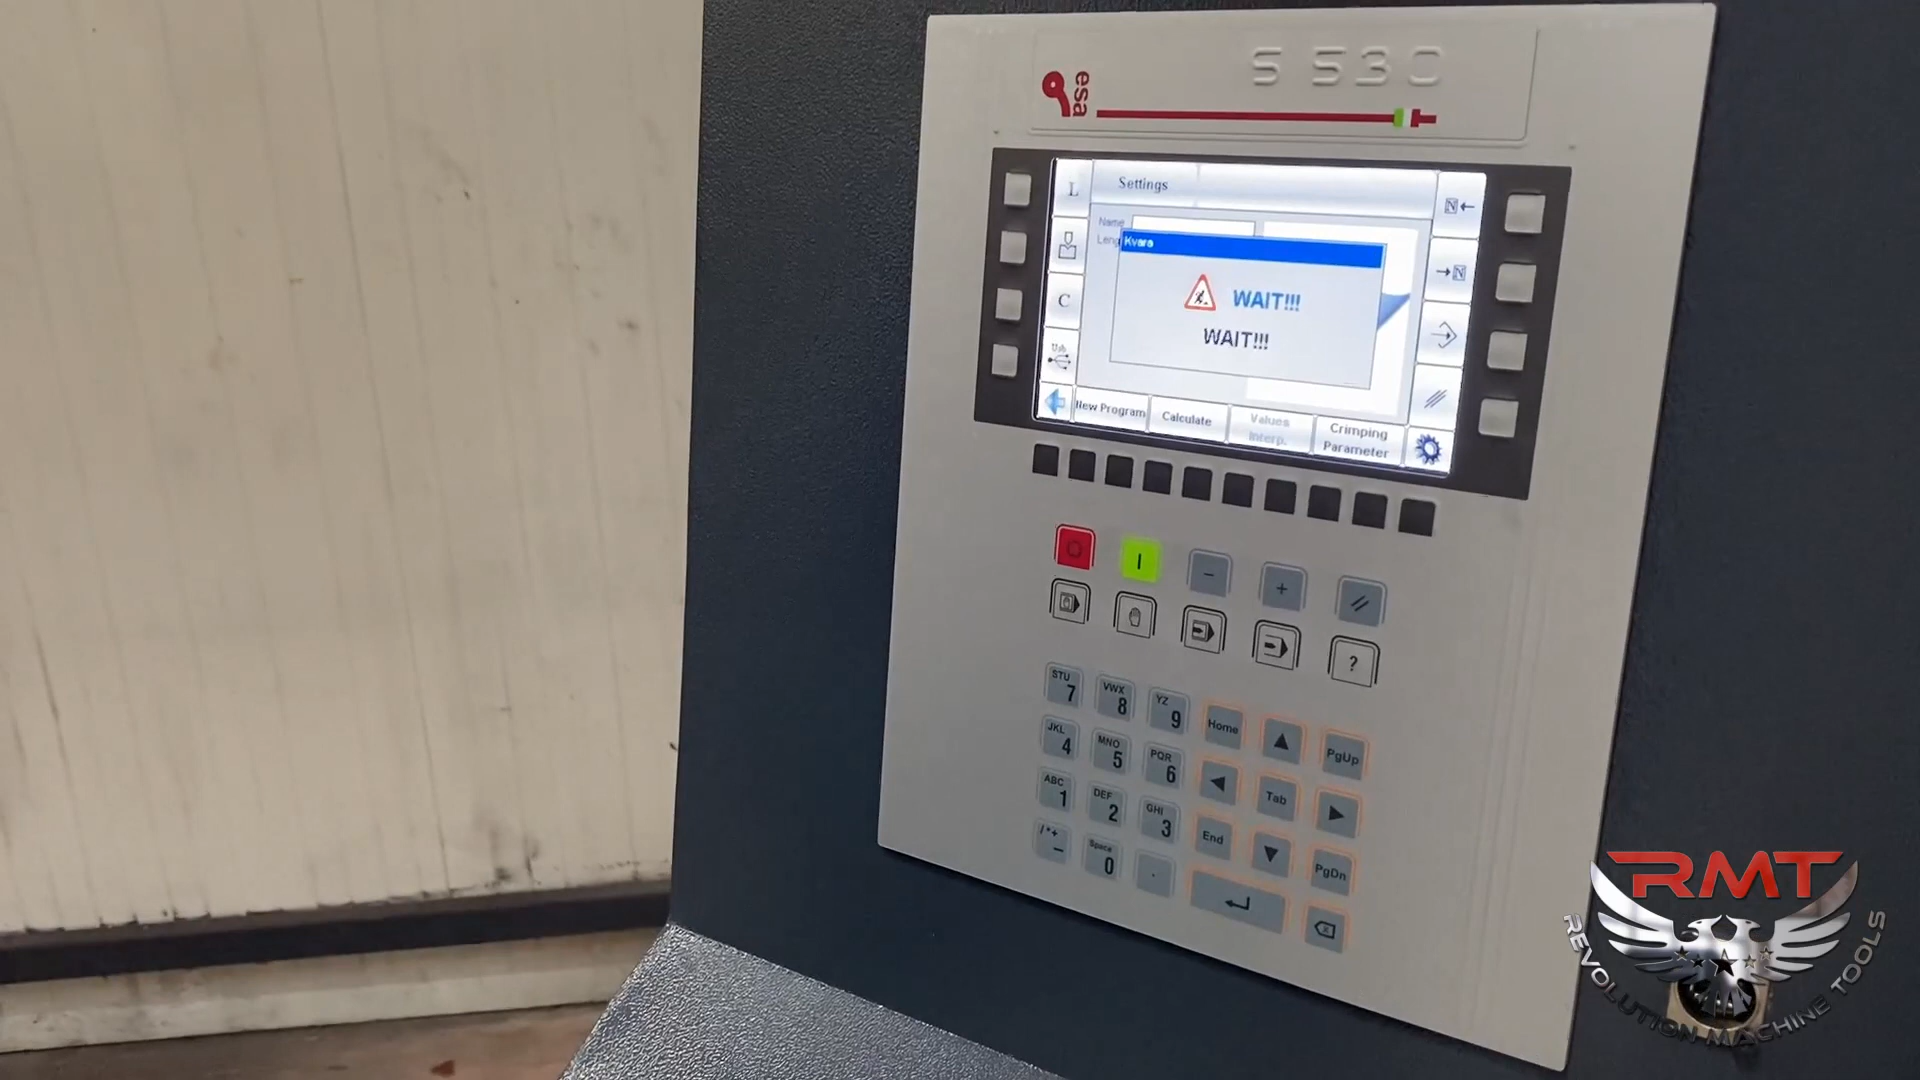 esa
S 530
L
Settings
N
Name
Leng
Kvara
N
WAIT!!!
C
WAIT!!!
Usb
New Program
Calculate
Values
Interp.
Crimping
Parameter
I
−
+
?
STU
7
VWX
8
YZ
9
Home
PgUp
JKL
4
MNO
5
PQR
6
Tab
ABC
1
DEF
2
GHI
3
End
PgDn
/*+
−
Space
0
.
RMT
REVOLUTION MACHINE TOOLS